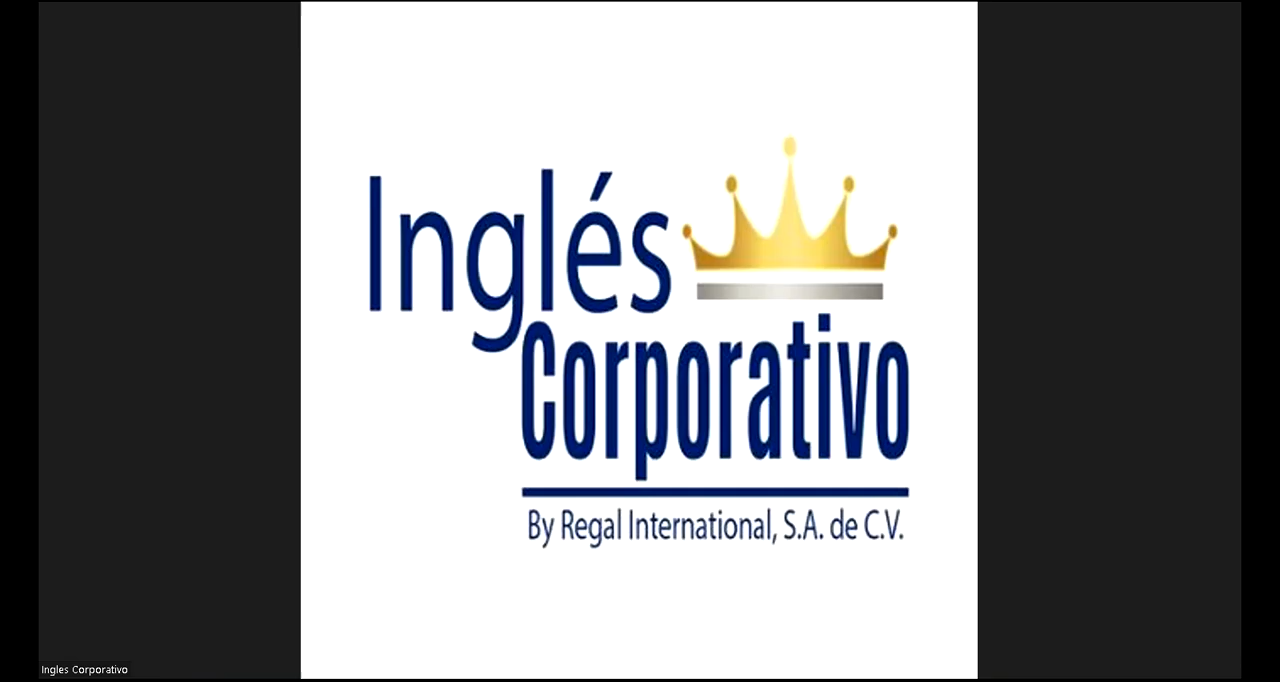 Inglés
Corporativo
By Regal International, S.A. de C.V.
Ingles Corporativo